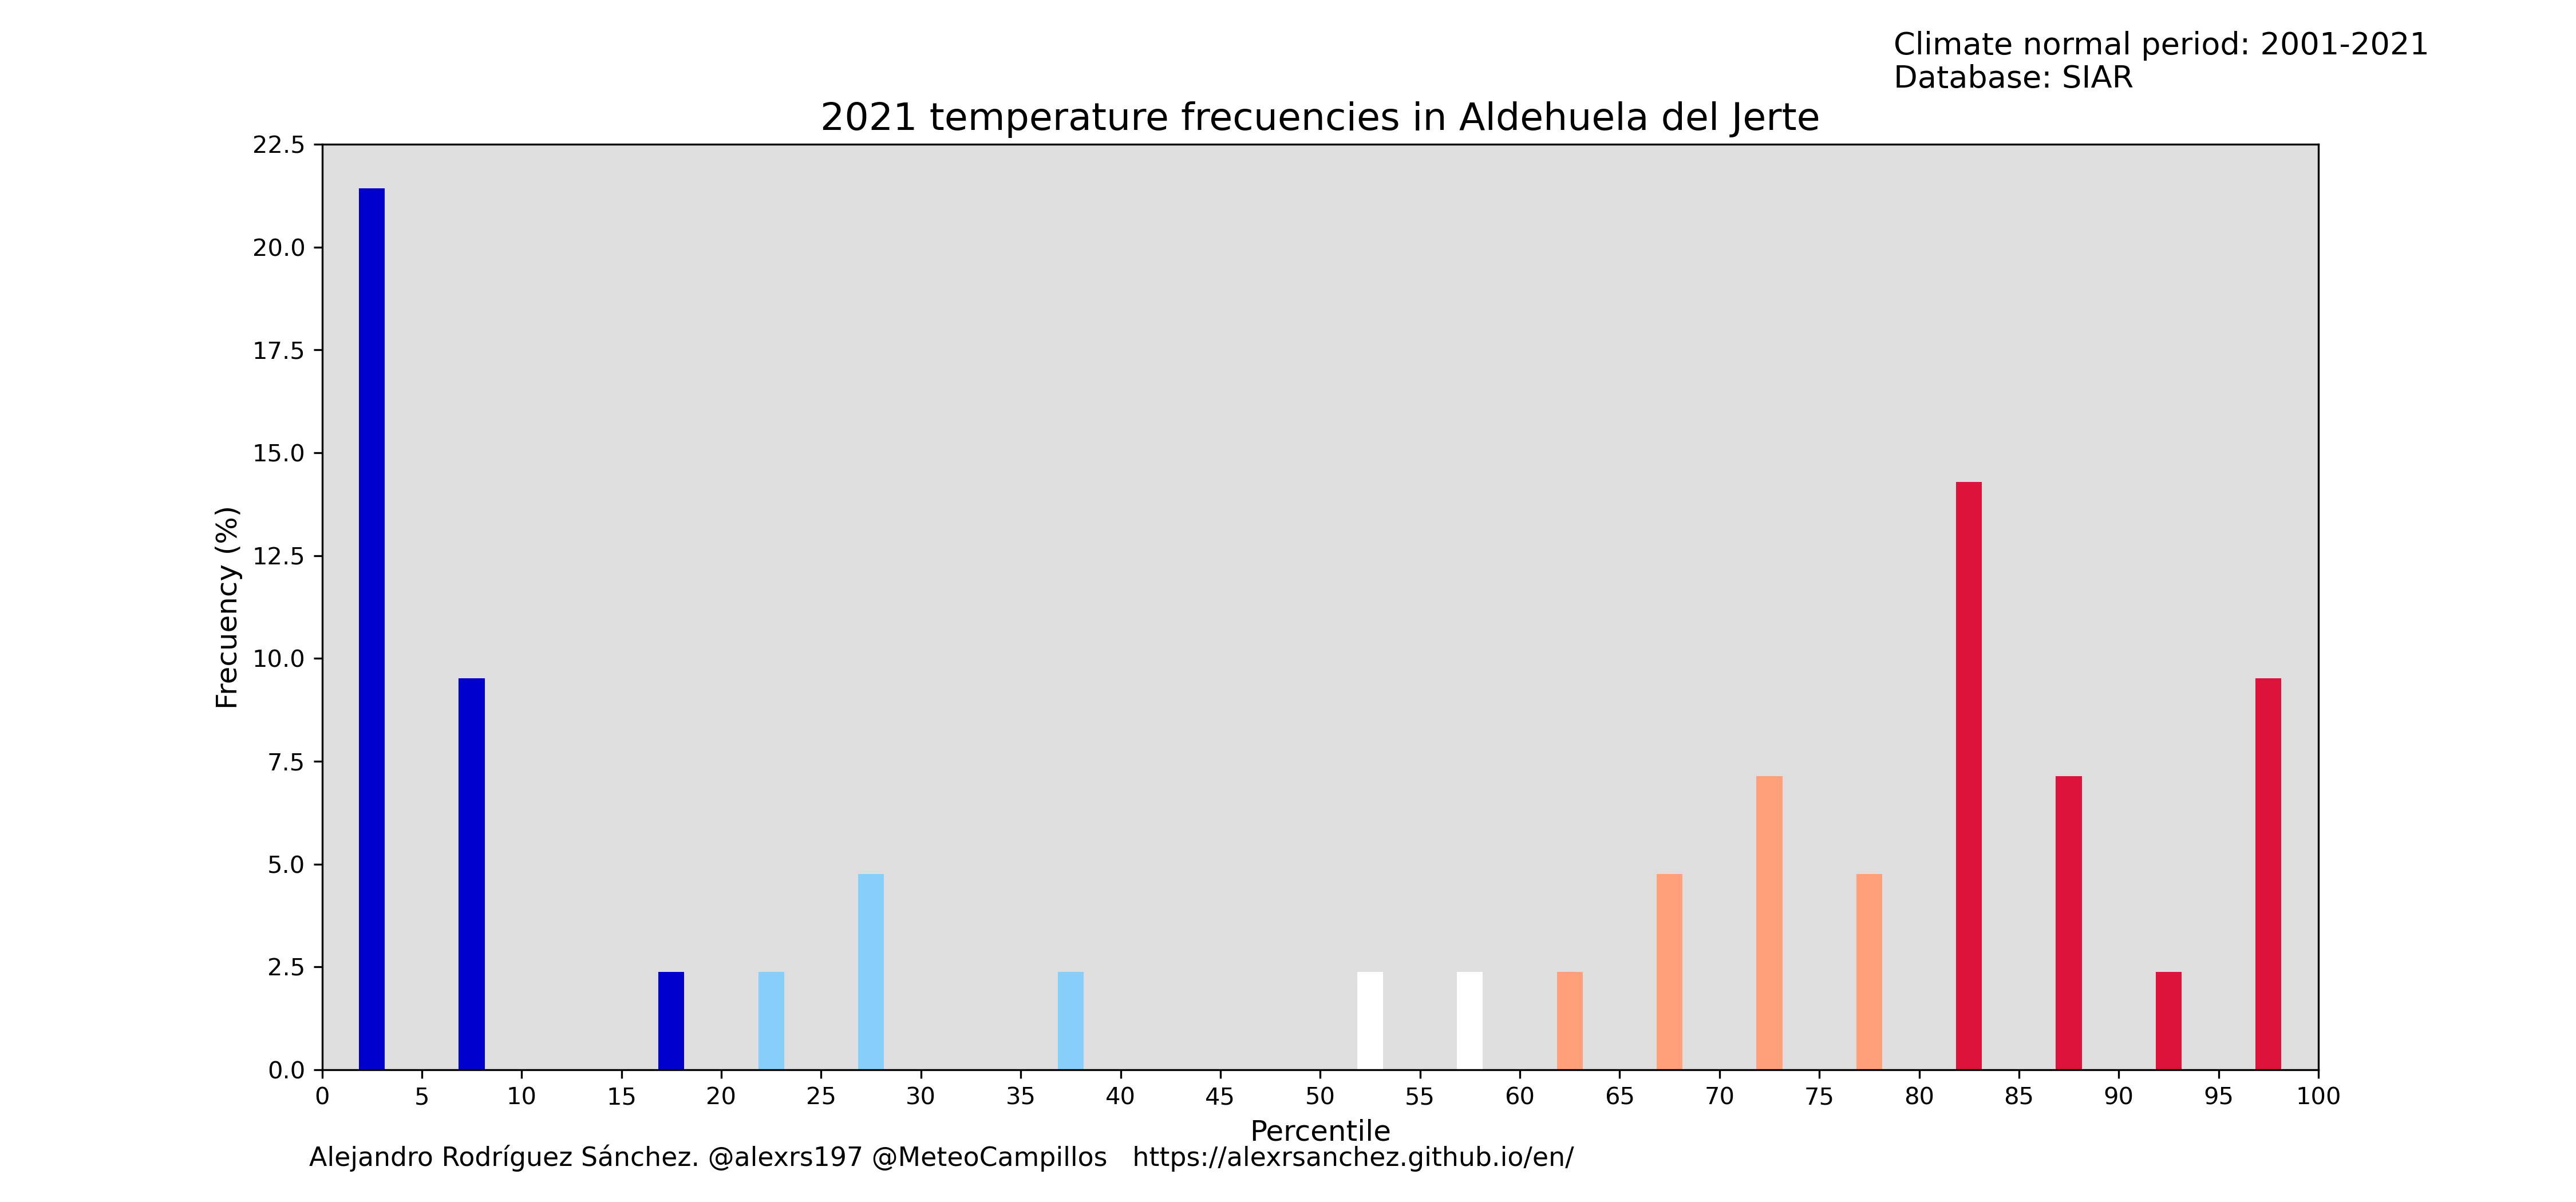 Climate normal period: 2001-2021
Database: SIAR
2021 temperature frecuencies in Aldehuela del Jerte
22.5
20.0
17.5
15.0
12.5
10.0
7.5
5.0
2.5
0.0
Frecuency (%)
0 5 10 15 20 25 30 35 40 45 50 55 60 65 70 75 80 85 90 95 100
Percentile
Alejandro Rodríguez Sánchez. @alexrs197 @MeteoCampillos https://alexrsanchez.github.io/en/